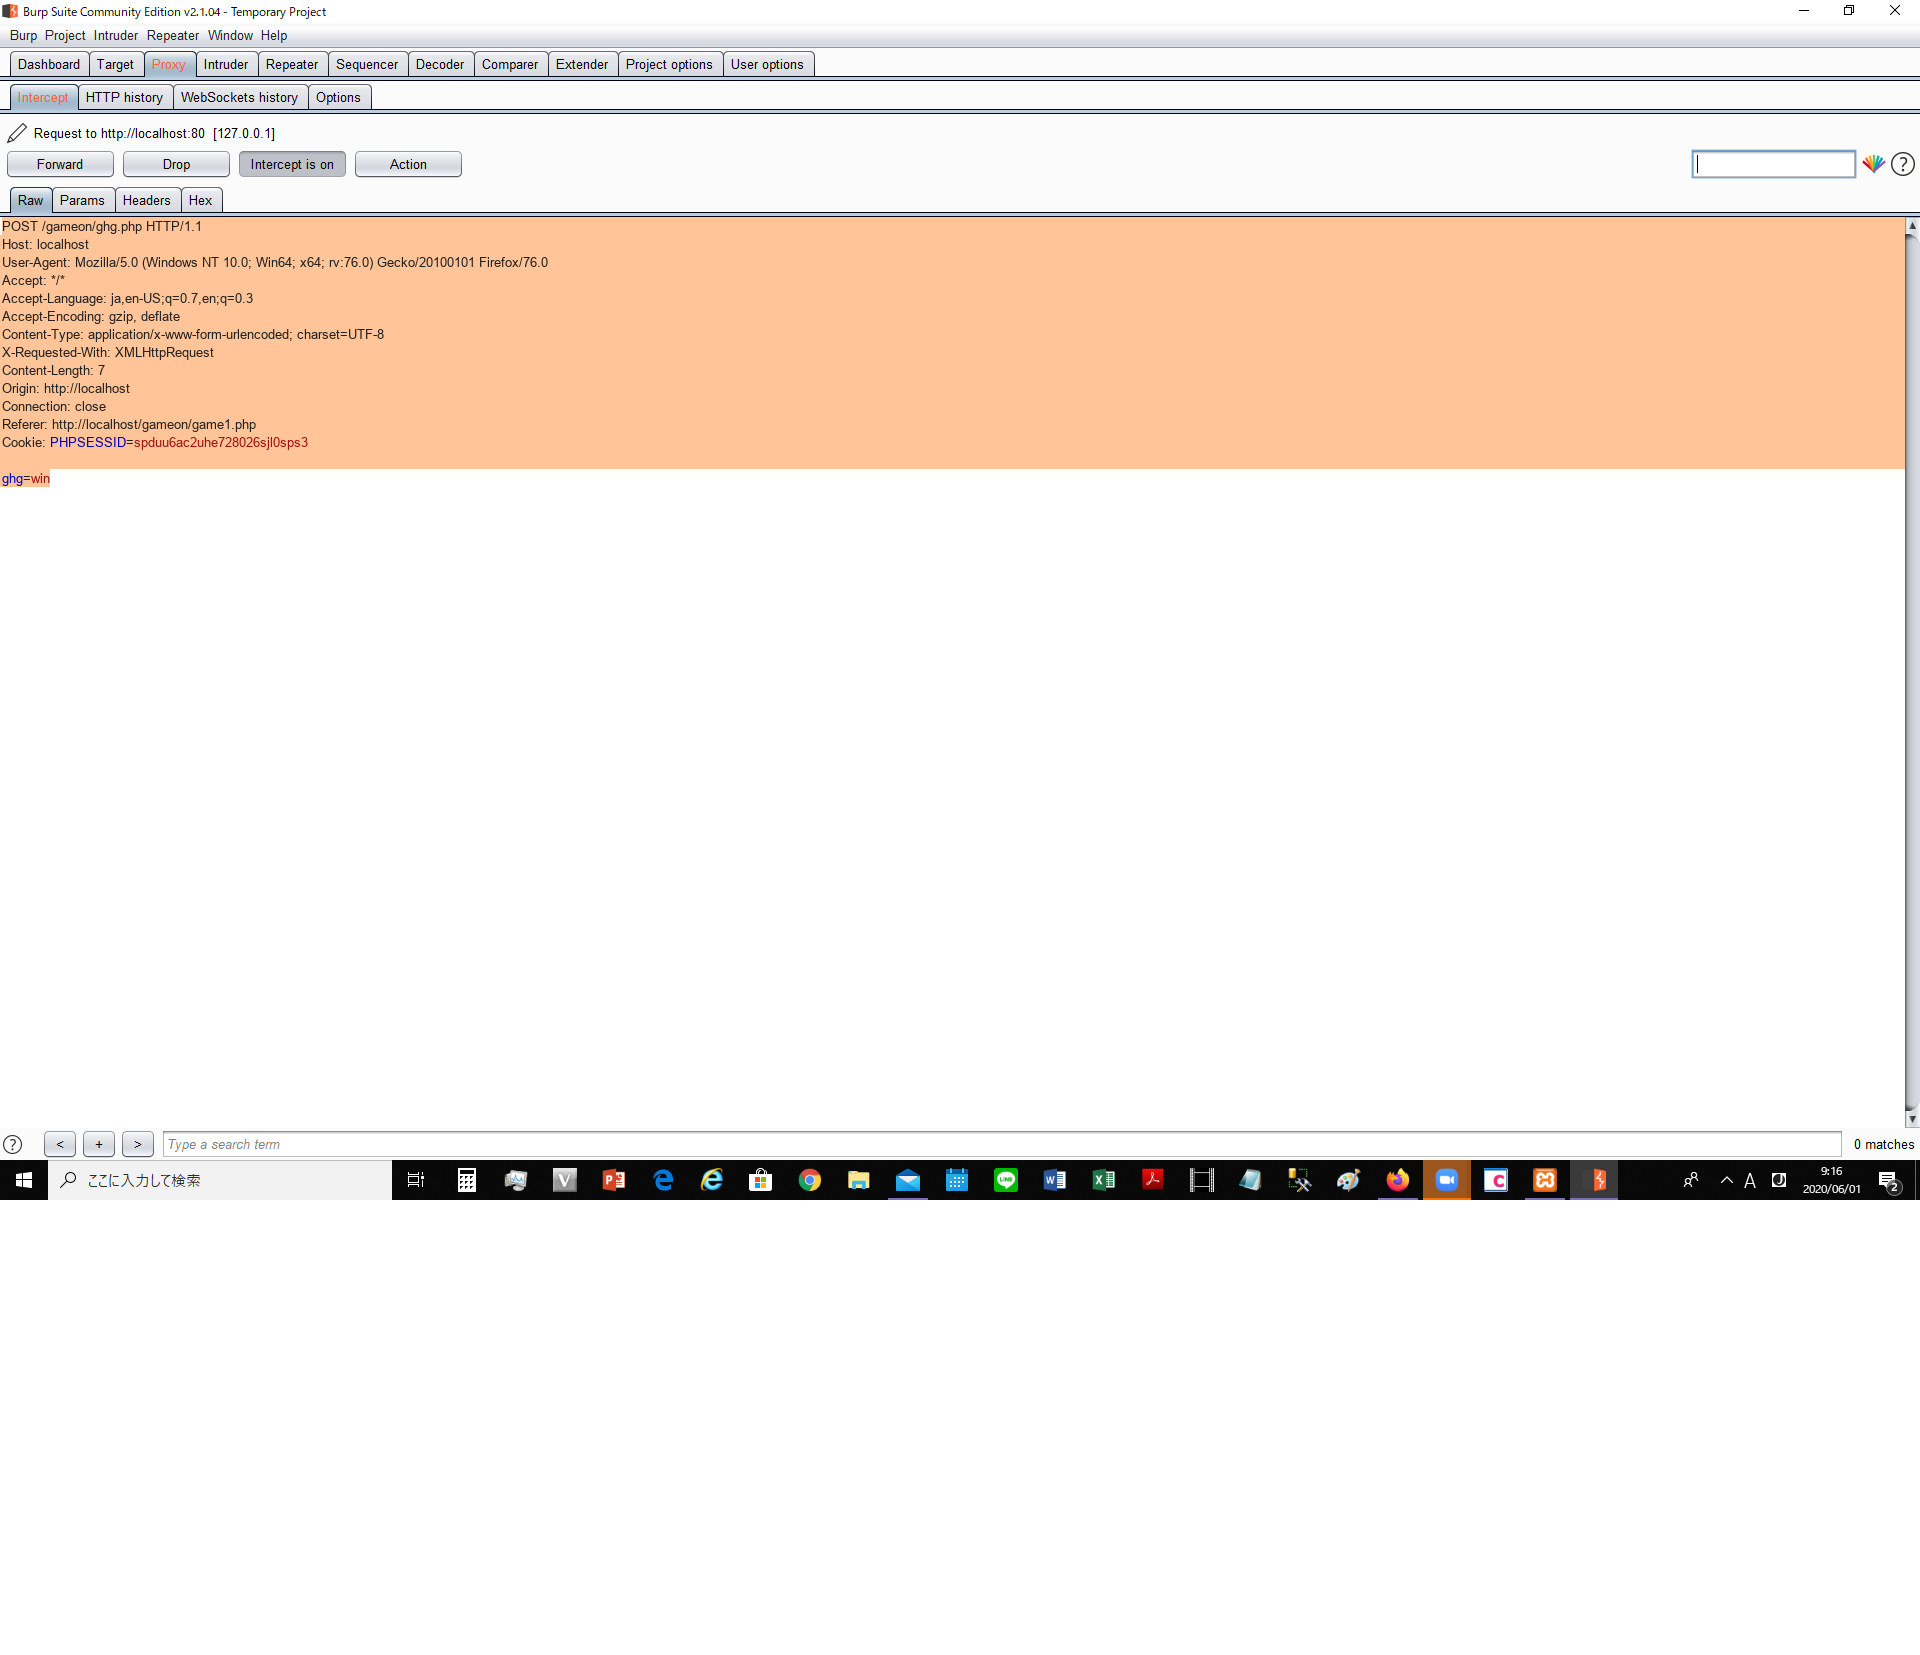 Burp Suite Community Edition v2.1.04 - Temporary Project
Burp Project Intruder Repeater Window Help
Dashboard Target Proxy Intruder Repeater Sequencer Decoder Comparer Extender Project options User options
Intercept HTTP history WebSockets history Options
Request to http://localhost:80 [127.0.0.1]
Forward Drop Intercept is on Action
?
Raw Params Headers Hex
POST /gameon/ghg.php HTTP/1.1
Host: localhost
User-Agent: Mozilla/5.0 (Windows NT 10.0; Win64; x64; rv:76.0) Gecko/20100101 Firefox/76.0
Accept: */*
Accept-Language: ja,en-US;q=0.7,en;q=0.3
Accept-Encoding: gzip, deflate
Content-Type: application/x-www-form-urlencoded; charset=UTF-8
X-Requested-With: XMLHttpRequest
Content-Length: 7
Origin: http://localhost
Connection: close
Referer: http://localhost/gameon/game1.php
Cookie: PHPSESSID=spduu6ac2uhe728026sjl0sps3
ghg=win
? < + > Type a search term 0 matches
ここに入力して検索
A
9:16
2020/06/01
2